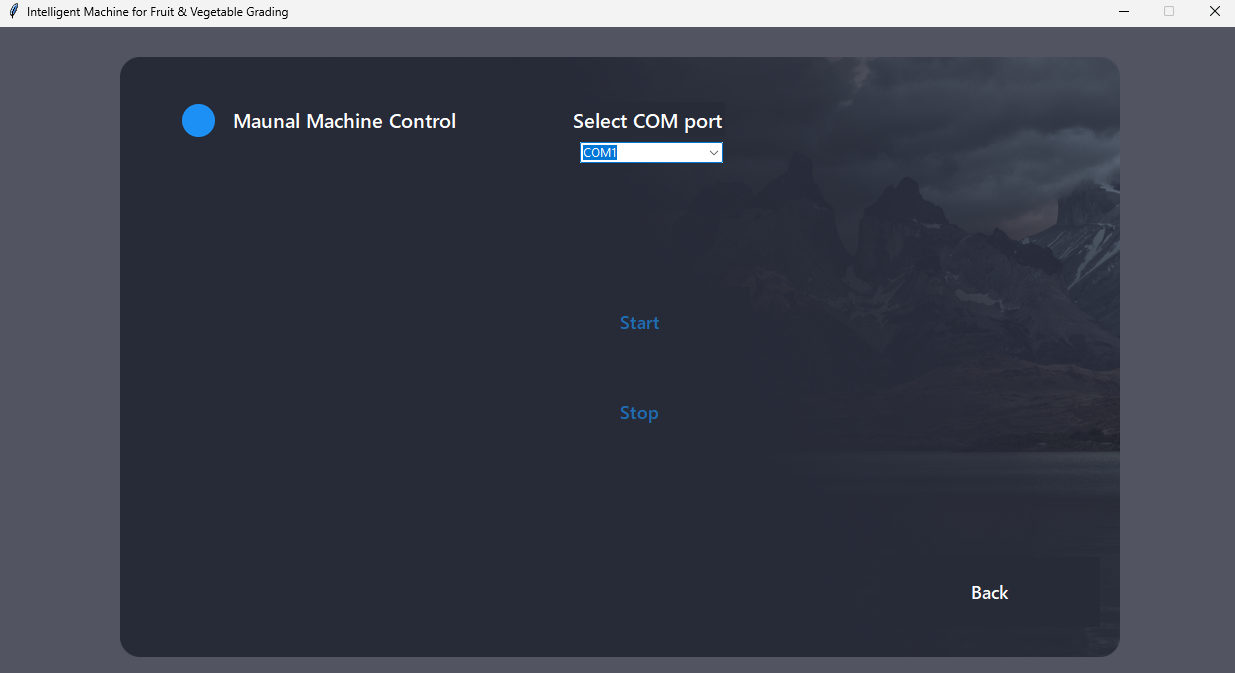 Intelligent Machine for Fruit & Vegetable Grading
Maunal Machine Control
Select COM port
COM1
Start
Stop
Back